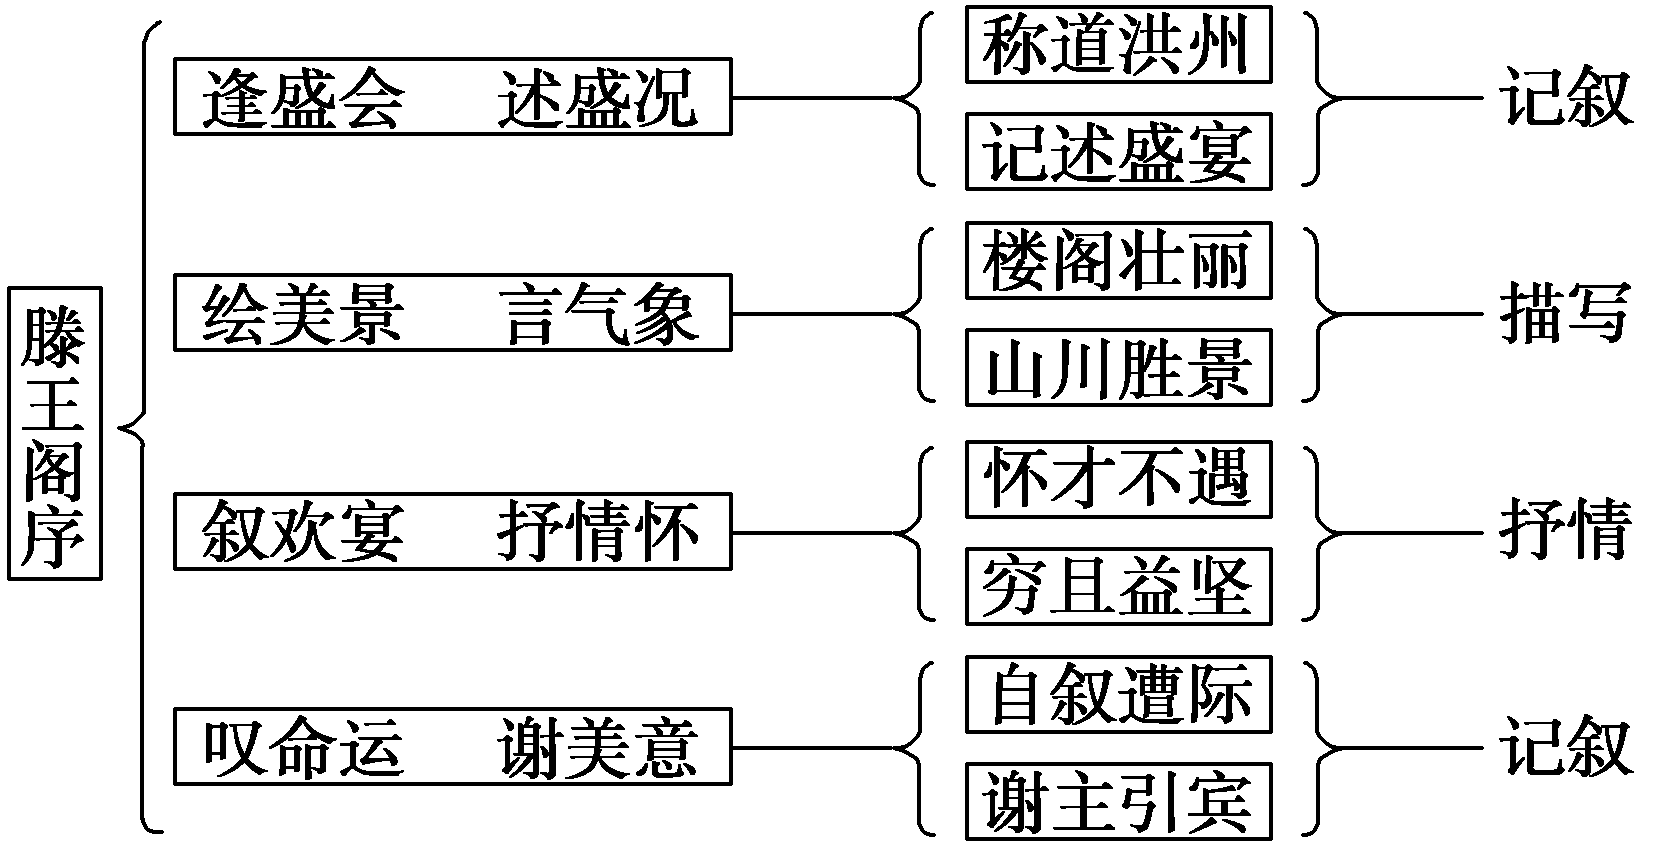 滕王阁序
逢盛会 述盛况
称道洪州
记述盛宴
记叙
绘美景 言气象
楼阁壮丽
山川胜景
描写
叙欢宴 抒情怀
怀才不遇
穷且益坚
抒情
叹命运 谢美意
自叙遭际
谢主引宾
记叙